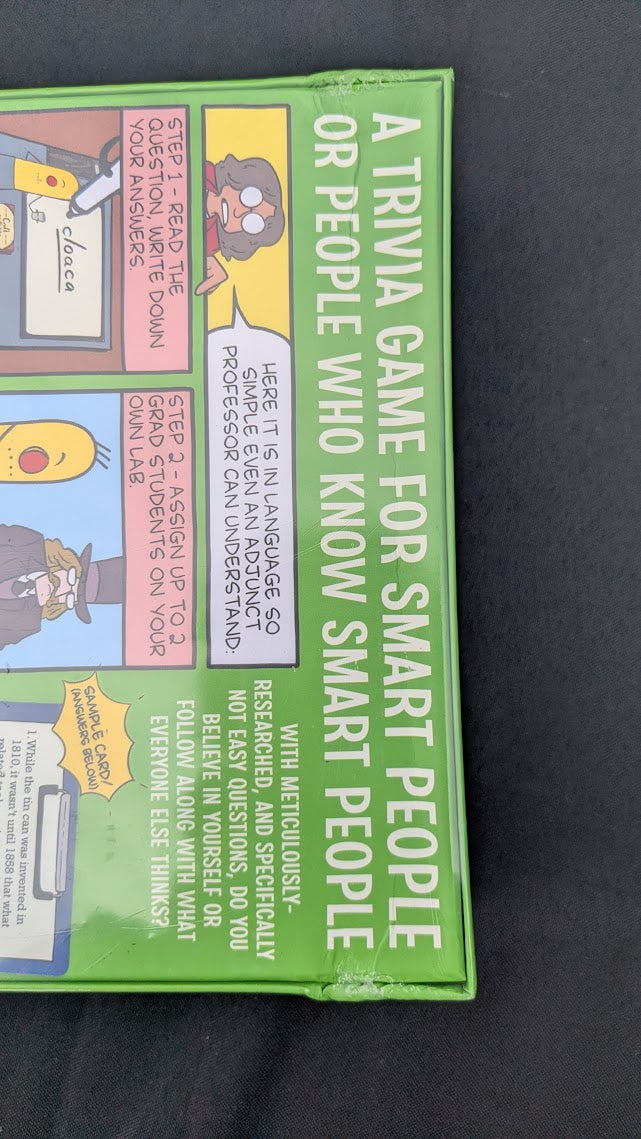 A TRIVIA GAME FOR SMART PEOPLE
OR PEOPLE WHO KNOW SMART PEOPLE
HERE IT IS IN LANGUAGE SO
SIMPLE EVEN AN ADJUNCT
PROFESSOR CAN UNDERSTAND:
WITH METICULOUSLY-
RESEARCHED, AND SPECIFICALLY
NOT EASY QUESTIONS, DO YOU
BELIEVE IN YOURSELF OR
FOLLOW ALONG WITH WHAT
EVERYONE ELSE THINKS?
STEP 1 - READ THE
QUESTION, WRITE DOWN
YOUR ANSWERS.
cloaca
STEP 2 - ASSIGN UP TO 2
GRAD STUDENTS ON YOUR
OWN LAB.
SAMPLE CARD!
(ANSWERS BELOW)
1. While the tin can was invented in
1810, it wasn't until 1858 that what